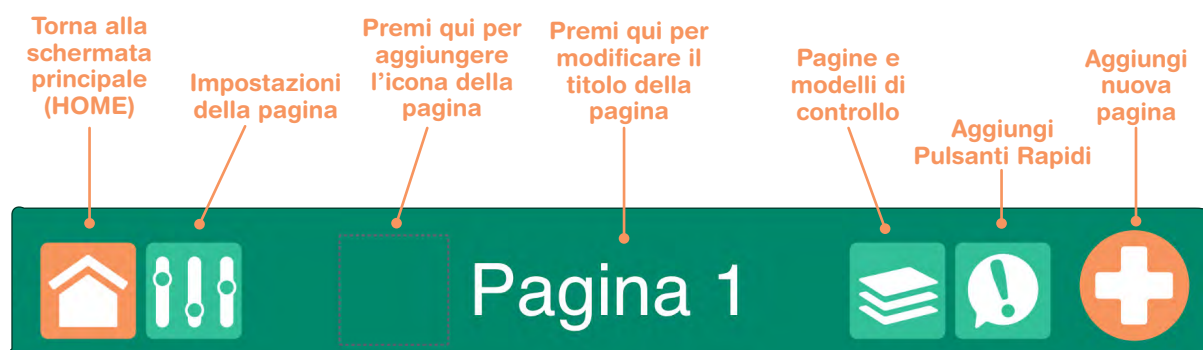 Torna alla
schermata
principale
(HOME)
Impostazioni
della pagina
Premi qui per
aggiungere
l'icona della
pagina
Premi qui per
modificare il
titolo della
pagina
Pagine e
modelli di
controllo
Aggiungi
Pulsanti Rapidi
Aggiungi
nuova
pagina
Pagina 1